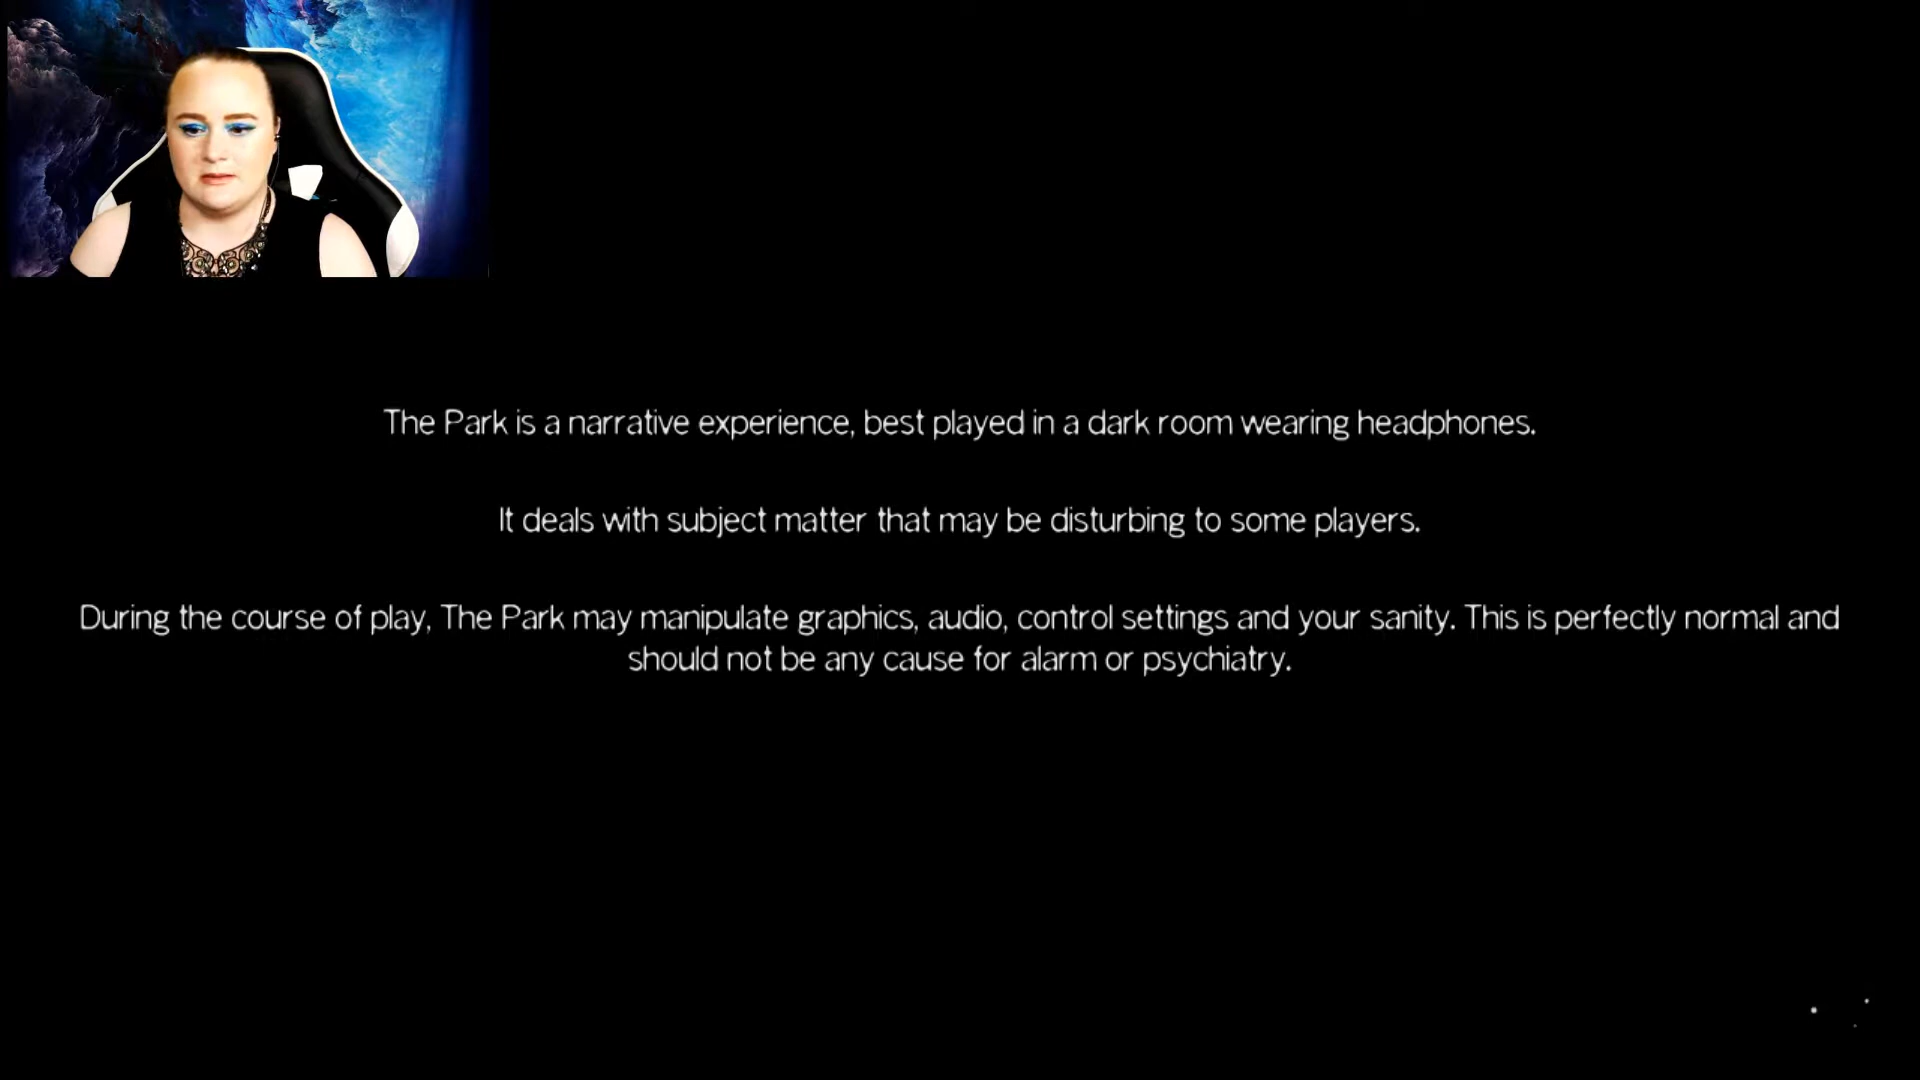 The Park is a narrative experience, best played in a dark room wearing headphones.
It deals with subject matter that may be disturbing to some players.
During the course of play, The Park may manipulate graphics, audio, control settings and your sanity. This is perfectly normal and
should not be any cause for alarm or psychiatry.